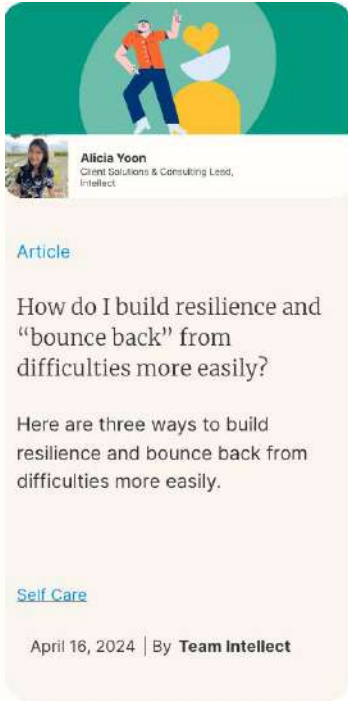 Alicia Yoon
Client Solutions & Consulting Lead,
Intellect
Article
How do I build resilience and
“bounce back” from
difficulties more easily?
Here are three ways to build
resilience and bounce back from
difficulties more easily.
Self Care
April 16, 2024 | By Team Intellect